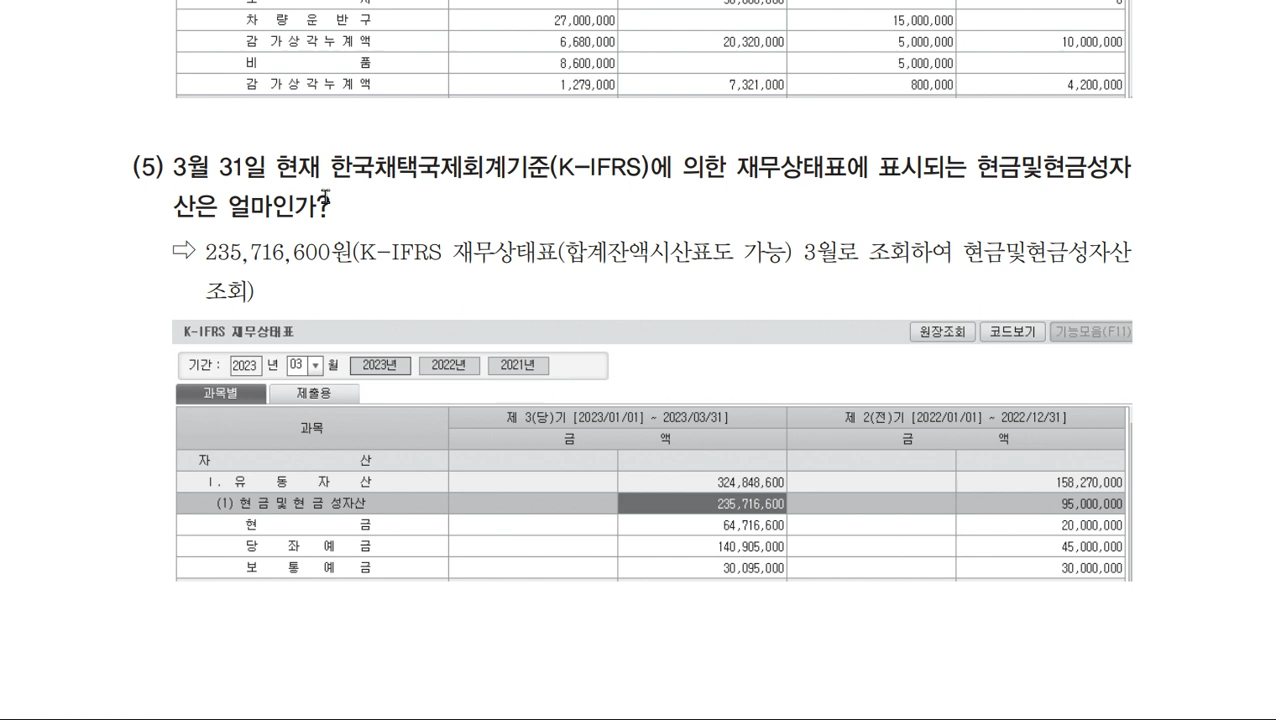 차 량 운 반 구 27,000,000 15,000,000
감 가 상 각 누 계 액 6,680,000 20,320,000 5,000,000 10,000,000
비 품 8,600,000 5,000,000
감 가 상 각 누 계 액 1,279,000 7,321,000 800,000 4,200,000
(5) 3월 31일 현재 한국채택국제회계기준(K-IFRS)에 의한 재무상태표에 표시되는 현금및현금성자
산은 얼마인가?
⇨ 235,716,600원(K-IFRS 재무상태표(합계잔액시산표도 가능) 3월로 조회하여 현금및현금성자산
조회)
K-IFRS 재무상태표 원장조회 코드보기 기능모음(F11)
기간 : 2023 년 03 ▼ 월 2023년 2022년 2021년
과목별 제출용
과목 제 3(당)기 [2023/01/01] ~ 2023/03/31] 제 2(전)기 [2022/01/01] ~ 2022/12/31]
금 액 금 액
자 산
Ⅰ. 유 동 자 산 324,848,600 158,270,000
(1) 현 금 및 현 금 성자산 235,716,600 95,000,000
현 금 64,716,600 20,000,000
당 좌 예 금 140,905,000 45,000,000
보 통 예 금 30,095,000 30,000,000